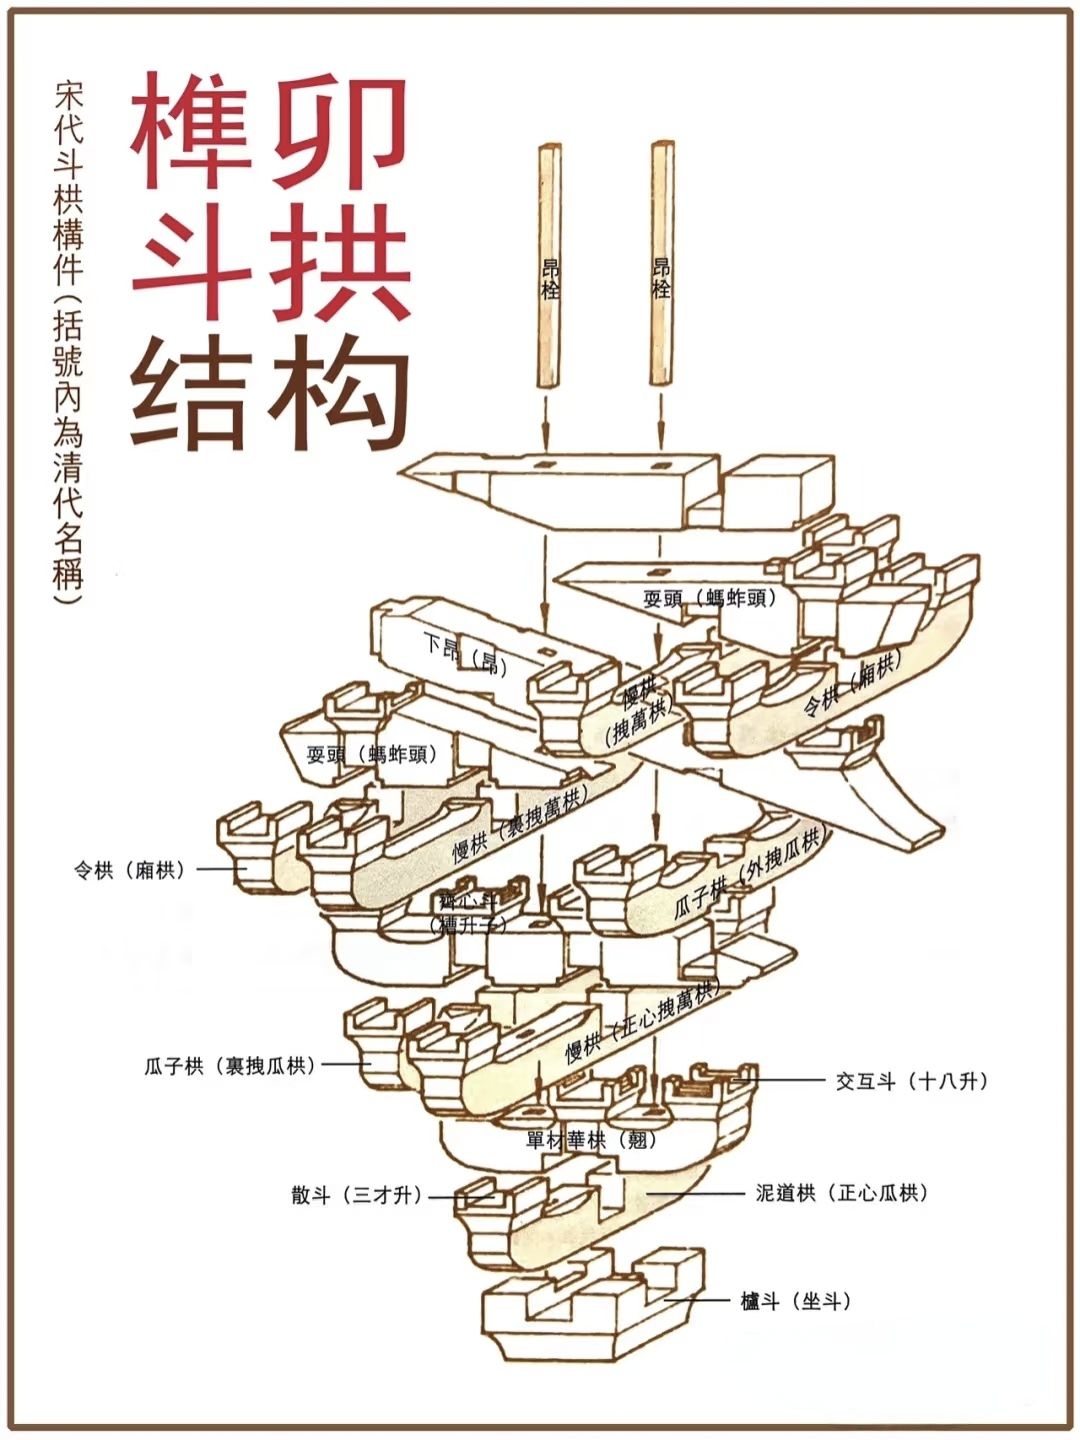 宋代斗栱構件（括號內為清代名稱）
榫卯
斗拱
结构
昂栓
昂栓
耍頭（螞蚱頭）
下昂（昂）
慢栱
（拽萬栱）
令栱（廂栱）
耍頭（螞蚱頭）
慢栱（裏拽萬栱）
令栱（廂栱）
瓜子栱（外拽瓜栱）
齊心斗
（槽升子）
慢栱（正心拽萬栱）
瓜子栱（裏拽瓜栱）
交互斗（十八升）
單材華栱（翹）
散斗（三才升）
泥道栱（正心瓜栱）
櫨斗（坐斗）